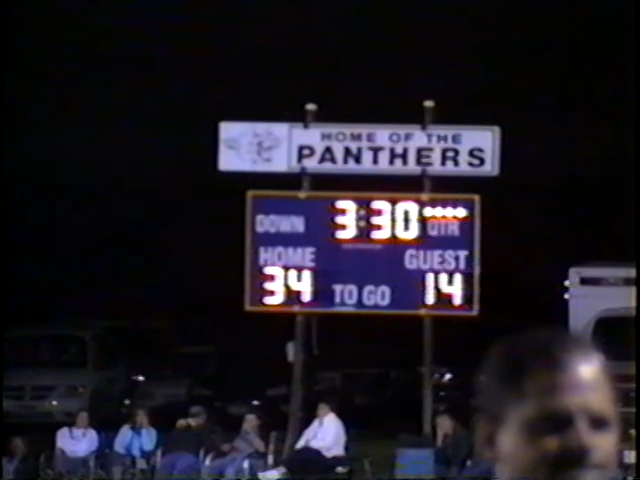 HOME OF THE
PANTHERS
DOWN 3:30 QTR
HOME GUEST
34 TO GO 14